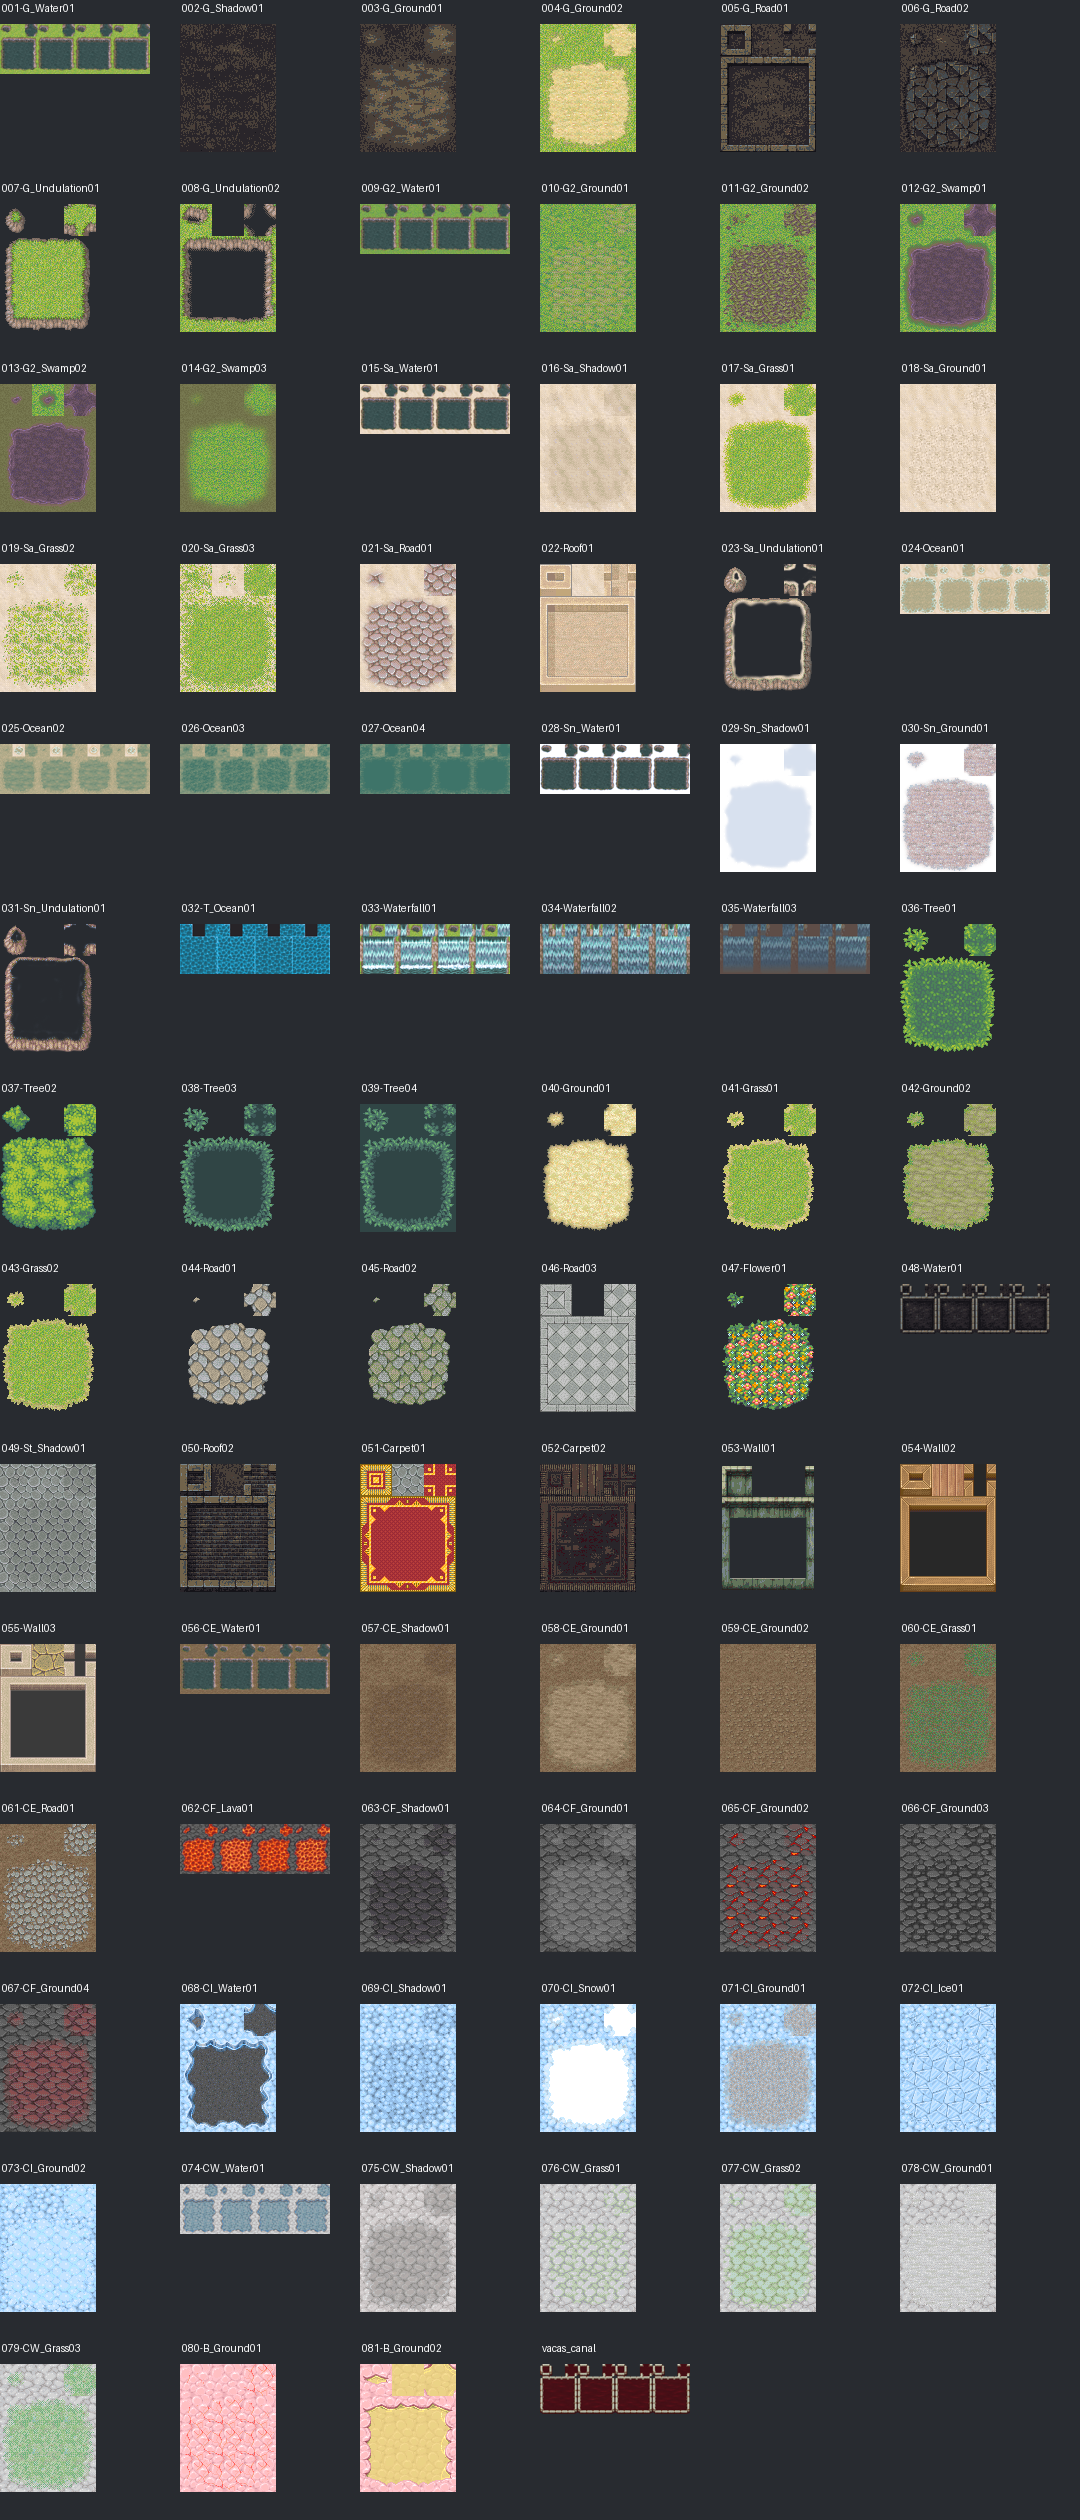 001-G_Water01
002-G_Shadow01
003-G_Ground01
004-G_Ground02
005-G_Road01
006-G_Road02
007-G_Undulation01
008-G_Undulation02
009-G2_Water01
010-G2_Ground01
011-G2_Ground02
012-G2_Swamp01
013-G2_Swamp02
014-G2_Swamp03
015-Sa_Water01
016-Sa_Shadow01
017-Sa_Grass01
018-Sa_Ground01
019-Sa_Grass02
020-Sa_Grass03
021-Sa_Road01
022-Roof01
023-Sa_Undulation01
024-Ocean01
025-Ocean02
026-Ocean03
027-Ocean04
028-Sn_Water01
029-Sn_Shadow01
030-Sn_Ground01
031-Sn_Undulation01
032-T_Ocean01
033-Waterfall01
034-Waterfall02
035-Waterfall03
036-Tree01
037-Tree02
038-Tree03
039-Tree04
040-Ground01
041-Grass01
042-Ground02
043-Grass02
044-Road01
045-Road02
046-Road03
047-Flower01
048-Water01
049-St_Shadow01
050-Roof02
051-Carpet01
052-Carpet02
053-Wall01
054-Wall02
055-Wall03
056-CE_Water01
057-CE_Shadow01
058-CE_Ground01
059-CE_Ground02
060-CE_Grass01
061-CE_Road01
062-CF_Lava01
063-CF_Shadow01
064-CF_Ground01
065-CF_Ground02
066-CF_Ground03
067-CF_Ground04
068-CI_Water01
069-CI_Shadow01
070-CI_Snow01
071-CI_Ground01
072-CI_Ice01
073-CI_Ground02
074-CW_Water01
075-CW_Shadow01
076-CW_Grass01
077-CW_Grass02
078-CW_Ground01
079-CW_Grass03
080-B_Ground01
081-B_Ground02
vacas_canal